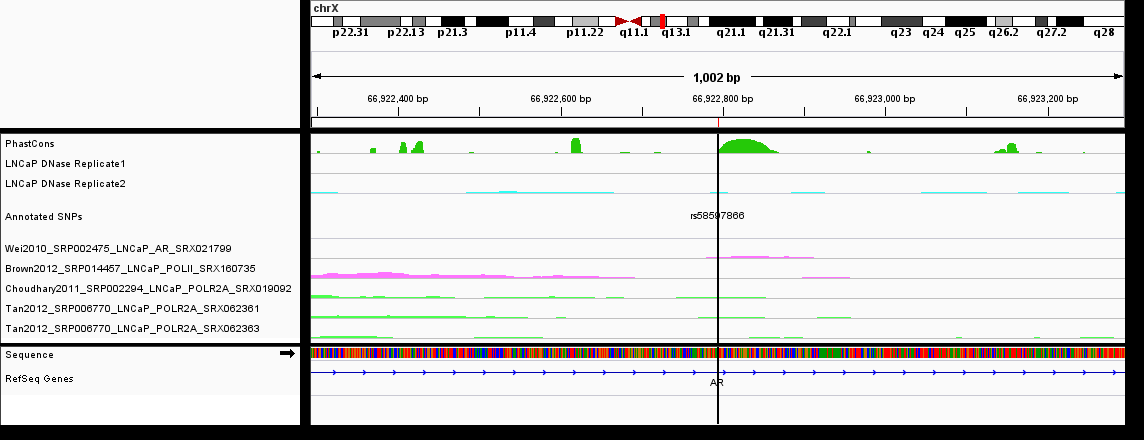 chrX
p22.31 p22.13 p21.3 p11.4 p11.22 q11.1 q13.1 q21.1 q21.31 q22.1 q23 q24 q25 q26.2 q27.2 q28
1,002 bp
66,922,400 bp 66,922,600 bp 66,922,800 bp 66,923,000 bp 66,923,200 bp
PhastCons
LNCaP DNase Replicate1
LNCaP DNase Replicate2
Annotated SNPs rs58597866
Wei2010_SRP002475_LNCaP_AR_SRX021799
Brown2012_SRP014457_LNCaP_POLII_SRX160735
Choudhary2011_SRP002294_LNCaP_POLR2A_SRX019092
Tan2012_SRP006770_LNCaP_POLR2A_SRX062361
Tan2012_SRP006770_LNCaP_POLR2A_SRX062363
Sequence
RefSeq Genes
AR